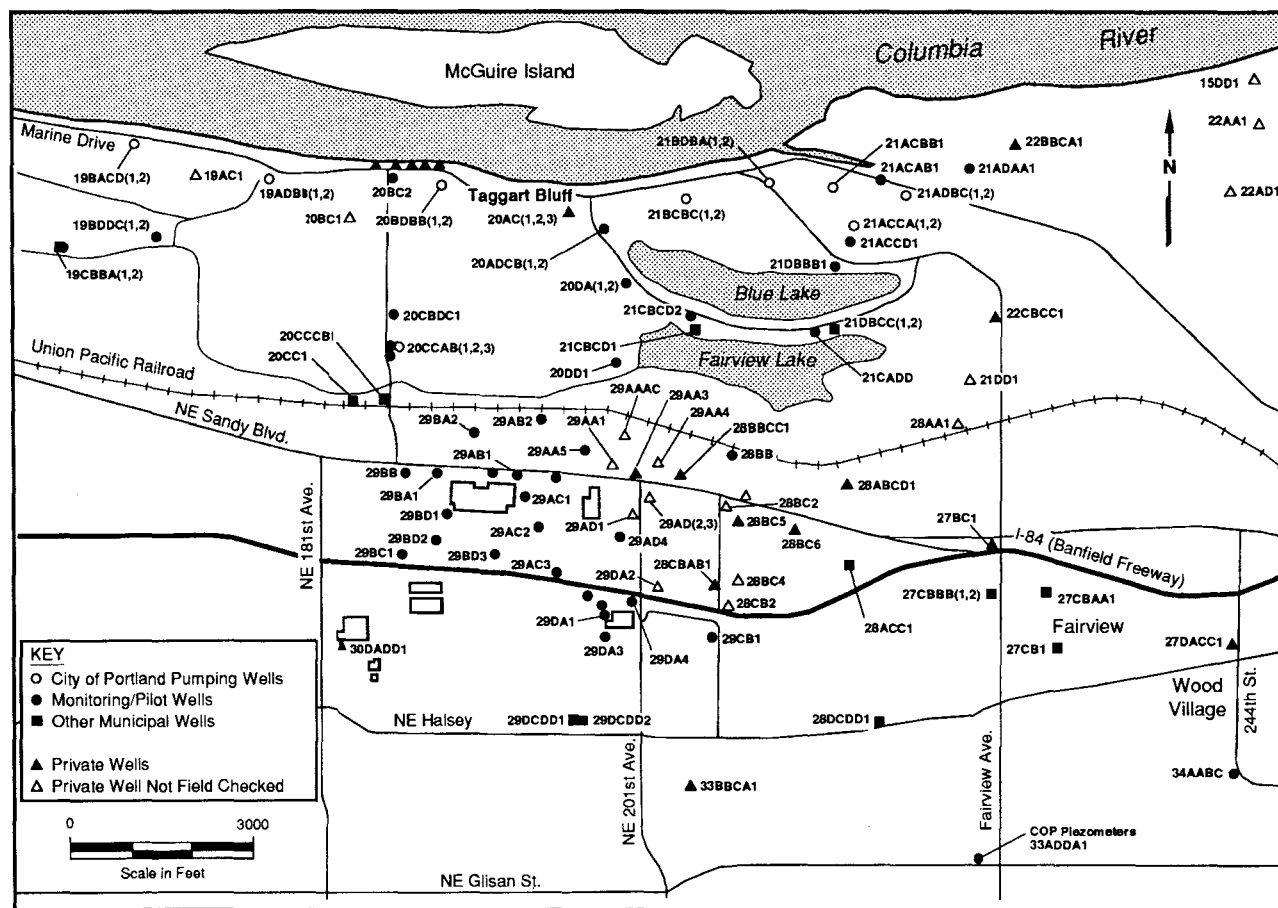 Columbia
River
McGuire Island
15DD1
22AA1
Marine Drive
21BDBA(1,2)
21ACBB1
22BBCA1
21ACAB1
21ADAA1
N
19BACD(1,2)
19AC1
19ADBB(1,2)
20BC2
Taggart Bluff
22AD1
20BC1
20BDBB(1,2)
20AC(1,2,3)
21BCBC(1,2)
21ADBC(1,2)
19BDDC(1,2)
21ACCA(1,2)
21ACCD1
19CBBA(1,2)
20ADCB(1,2)
21DBBB1
20DA(1,2)
Blue Lake
20CBDC1
21CBCD2
21DBCC(1,2)
22CBCC1
20CCCB1
20CC1
20CCAB(1,2,3)
21CBCD1
Fairview Lake
Union Pacific Railroad
20DD1
21CADD
21DD1
NE Sandy Blvd.
29AAAC
29AA3
29AA4
28BBCC1
28AA1
29BA2
29AB2
29AA1
29AB1
29AA5
28BB
29BB
29BA1
29AC1
28ABCD1
28BC2
29BD1
29AD1
29AD(2,3)
28BC5
27BC1
I-84 (Banfield Freeway)
NE 181st Ave.
29BD2
29AC2
29AD4
28BC6
29BC1
29BD3
29AC3
29DA2
28CBAB1
28BC4
28CB2
28ACC1
27CBBB(1,2)
27CBAA1
Fairview
29DA1
29DA3
29DA4
29CB1
27CB1
27DACC1
30DADD1
KEY
City of Portland Pumping Wells
Monitoring/Pilot Wells
Other Municipal Wells
Private Wells
Private Well Not Field Checked
NE Halsey
29DCDD1
29DCDD2
28DCDD1
Wood
Village
244th St.
NE 201st Ave.
33BBCA1
Fairview Ave.
34AABC
COP Piezometers
33ADDA1
0
3000
Scale in Feet
NE Glisan St.